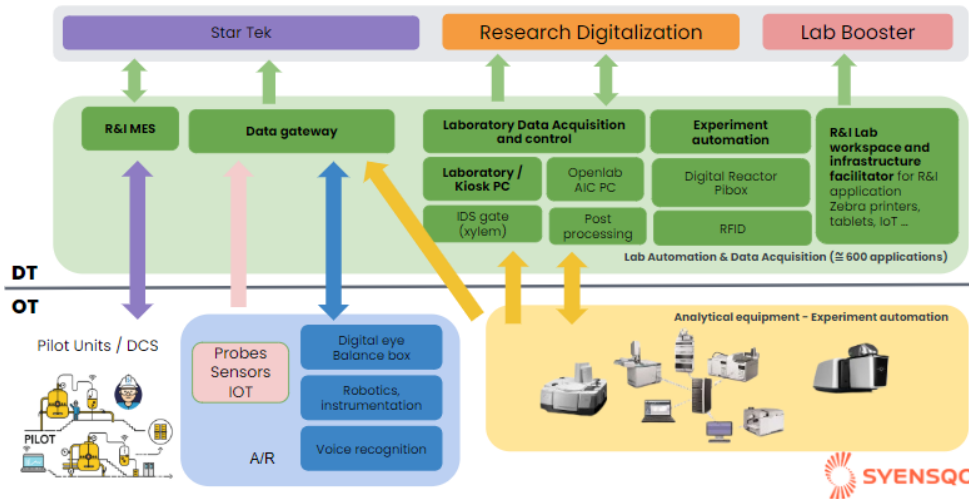 Star Tek
Research Digitalization
Lab Booster
R&I MES
Data gateway
Laboratory Data Acquisition
and control
Experiment
automation
R&I Lab
workspace and
infrastructure
facilitator for R&I
application
Zebra printers,
tablets, IoT ...
Laboratory /
Kiosk PC
Openlab
AIC PC
Digital Reactor
Pibox
IDS gate
(xylem)
Post
processing
RFID
Lab Automation & Data Acquisition (≅ 600 applications)
DT
OT
Pilot Units / DCS
PILOT
Probes
Sensors
IOT
A/R
Digital eye
Balance box
Robotics,
instrumentation
Voice recognition
Analytical equipment - Experiment automation
SYENSQO